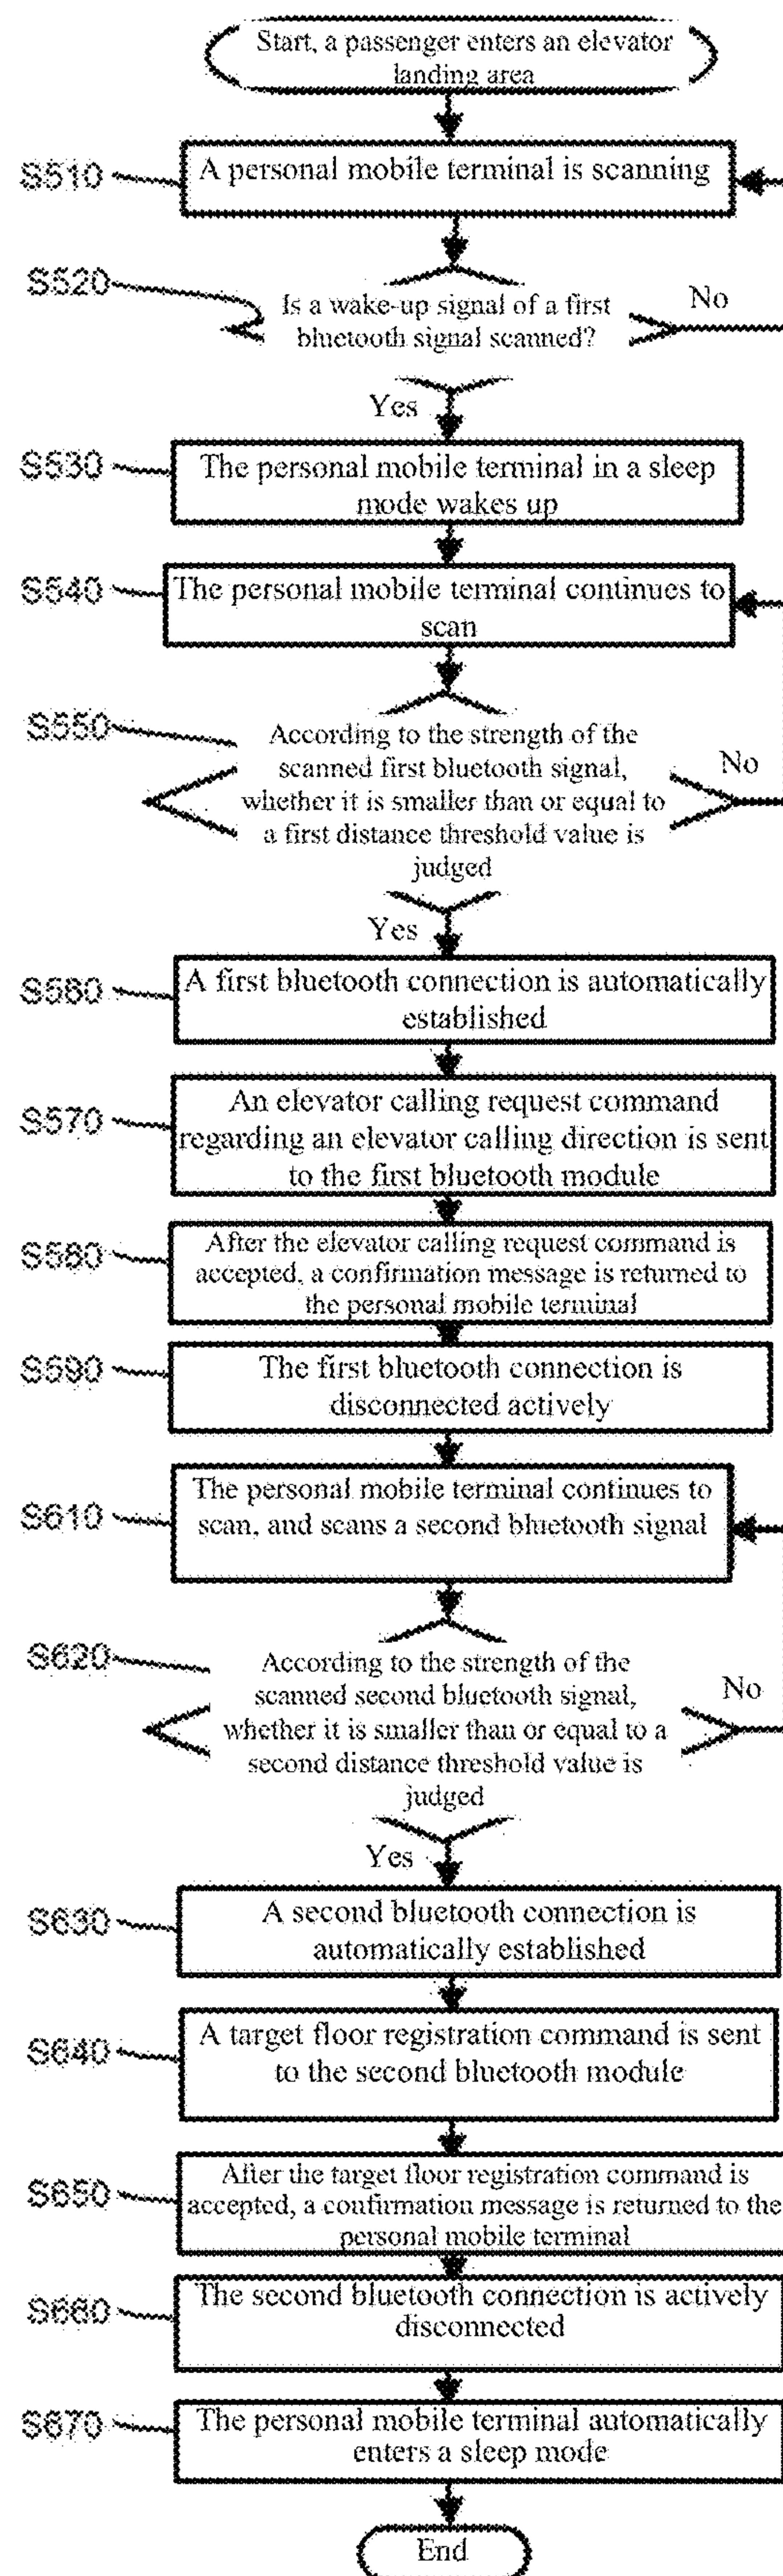 Start, a passenger enters an elevator
landing area
S510
A personal mobile terminal is scanning
S520
Is a wake-up signal of a first
bluetooth signal scanned?
No
Yes
S530
The personal mobile terminal in a sleep
mode wakes up
S540
The personal mobile terminal continues to
scan
S550
According to the strength of the
scanned first bluetooth signal,
whether it is smaller than or equal to
a first distance threshold value is
judged
No
Yes
S560
A first bluetooth connection is automatically
established
S570
An elevator calling request command
regarding an elevator calling direction is sent
to the first bluetooth module
S580
After the elevator calling request command is
accepted, a confirmation message is returned to
the personal mobile terminal
S590
The first bluetooth connection is
disconnected actively
S610
The personal mobile terminal continues to
scan, and scans a second bluetooth signal
S620
According to the strength of the
scanned second bluetooth signal,
whether it is smaller than or equal to a
second distance threshold value is
judged
No
Yes
S630
A second bluetooth connection is
automatically established
S640
A target floor registration command is sent
to the second bluetooth module
S650
After the target floor registration command is
accepted, a confirmation message is returned to the
personal mobile terminal
S660
The second bluetooth connection is actively
disconnected
S670
The personal mobile terminal automatically
enters a sleep mode
End